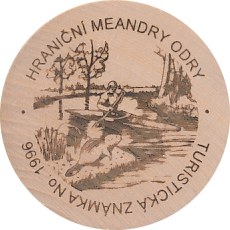 HRANIČNÍ MEANDRY ODRY
TURISTICKÁ ZNÁMKA No 1996